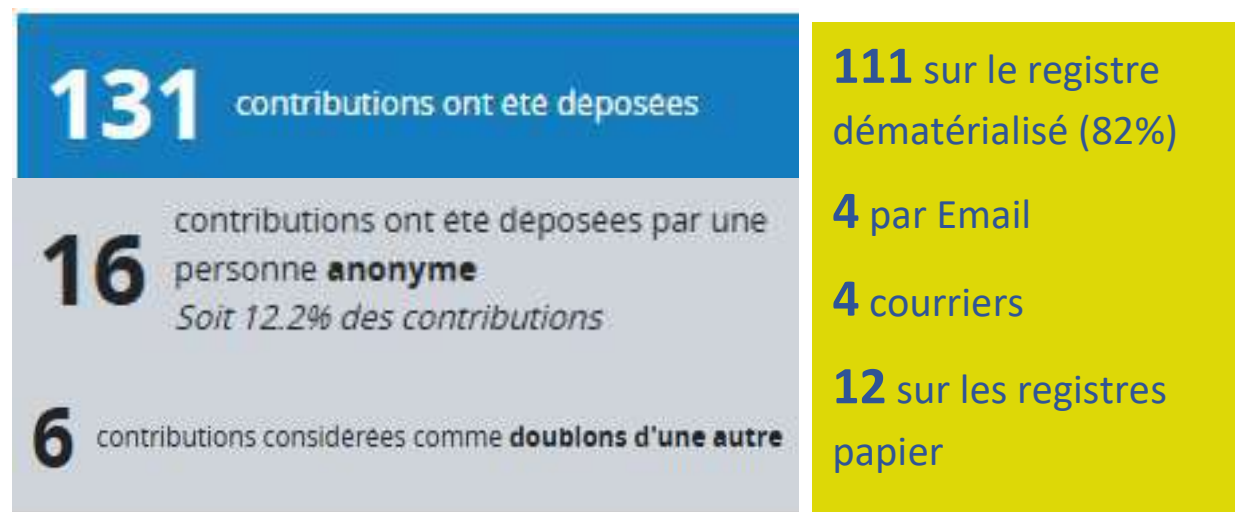 131 contributions ont été déposées
16 contributions ont été déposées par une
personne anonyme
Soit 12.2% des contributions
6 contributions considérées comme doublons d'une autre
111 sur le registre
dématérialisé (82%)
4 par Email
4 courriers
12 sur les registres
papier